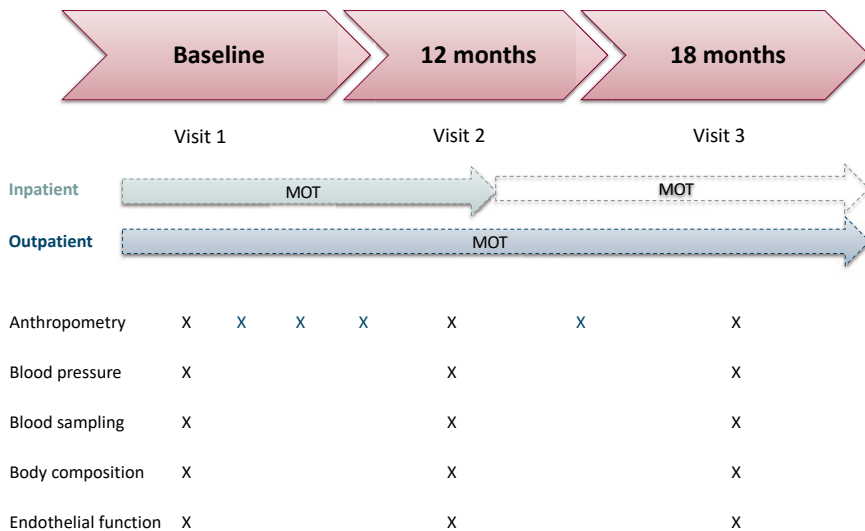 Baseline 12 months 18 months
Visit 1 Visit 2 Visit 3
Inpatient MOT MOT
Outpatient MOT
Anthropometry X X X X X X X
Blood pressure X X X
Blood sampling X X X
Body composition X X X
Endothelial function X X X